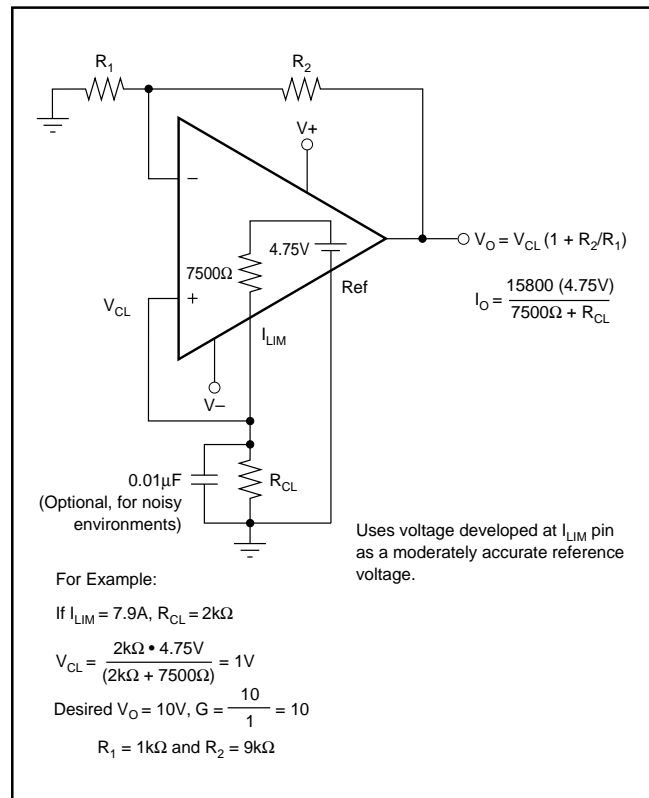 R1
R2
V+
−
4.75V
VO = VCL (1 + R2/R1)
7500Ω
Ref
IO = 15800 (4.75V) / 7500Ω + RCL
VCL
+
ILIM
V–
0.01µF
(Optional, for noisy
environments)
RCL
Uses voltage developed at ILIM pin
as a moderately accurate reference
voltage.
For Example:
If ILIM = 7.9A, RCL = 2kΩ
VCL = 2kΩ • 4.75V / (2kΩ + 7500Ω) = 1V
Desired VO = 10V, G = 10 / 1 = 10
R1 = 1kΩ and R2 = 9kΩ